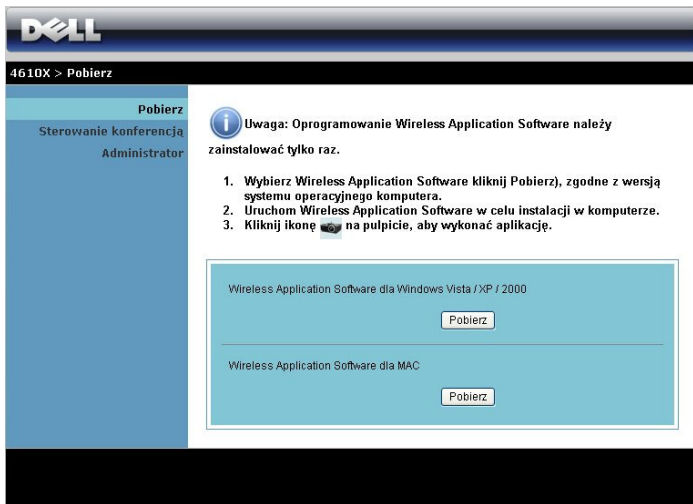 DELL
4610X > Pobierz
Pobierz
Sterowanie konferencją
Administrator
Uwaga: Oprogramowanie Wireless Application Software należy
zainstalować tylko raz.
1. Wybierz Wireless Application Software kliknij Pobierz), zgodne z wersją
systemu operacyjnego komputera.
2. Uruchom Wireless Application Software w celu instalacji w komputerze.
3. Kliknij ikonę na pulpicie, aby wykonać aplikację.
Wireless Application Software dla Windows Vista / XP / 2000
Pobierz
Wireless Application Software dla MAC
Pobierz